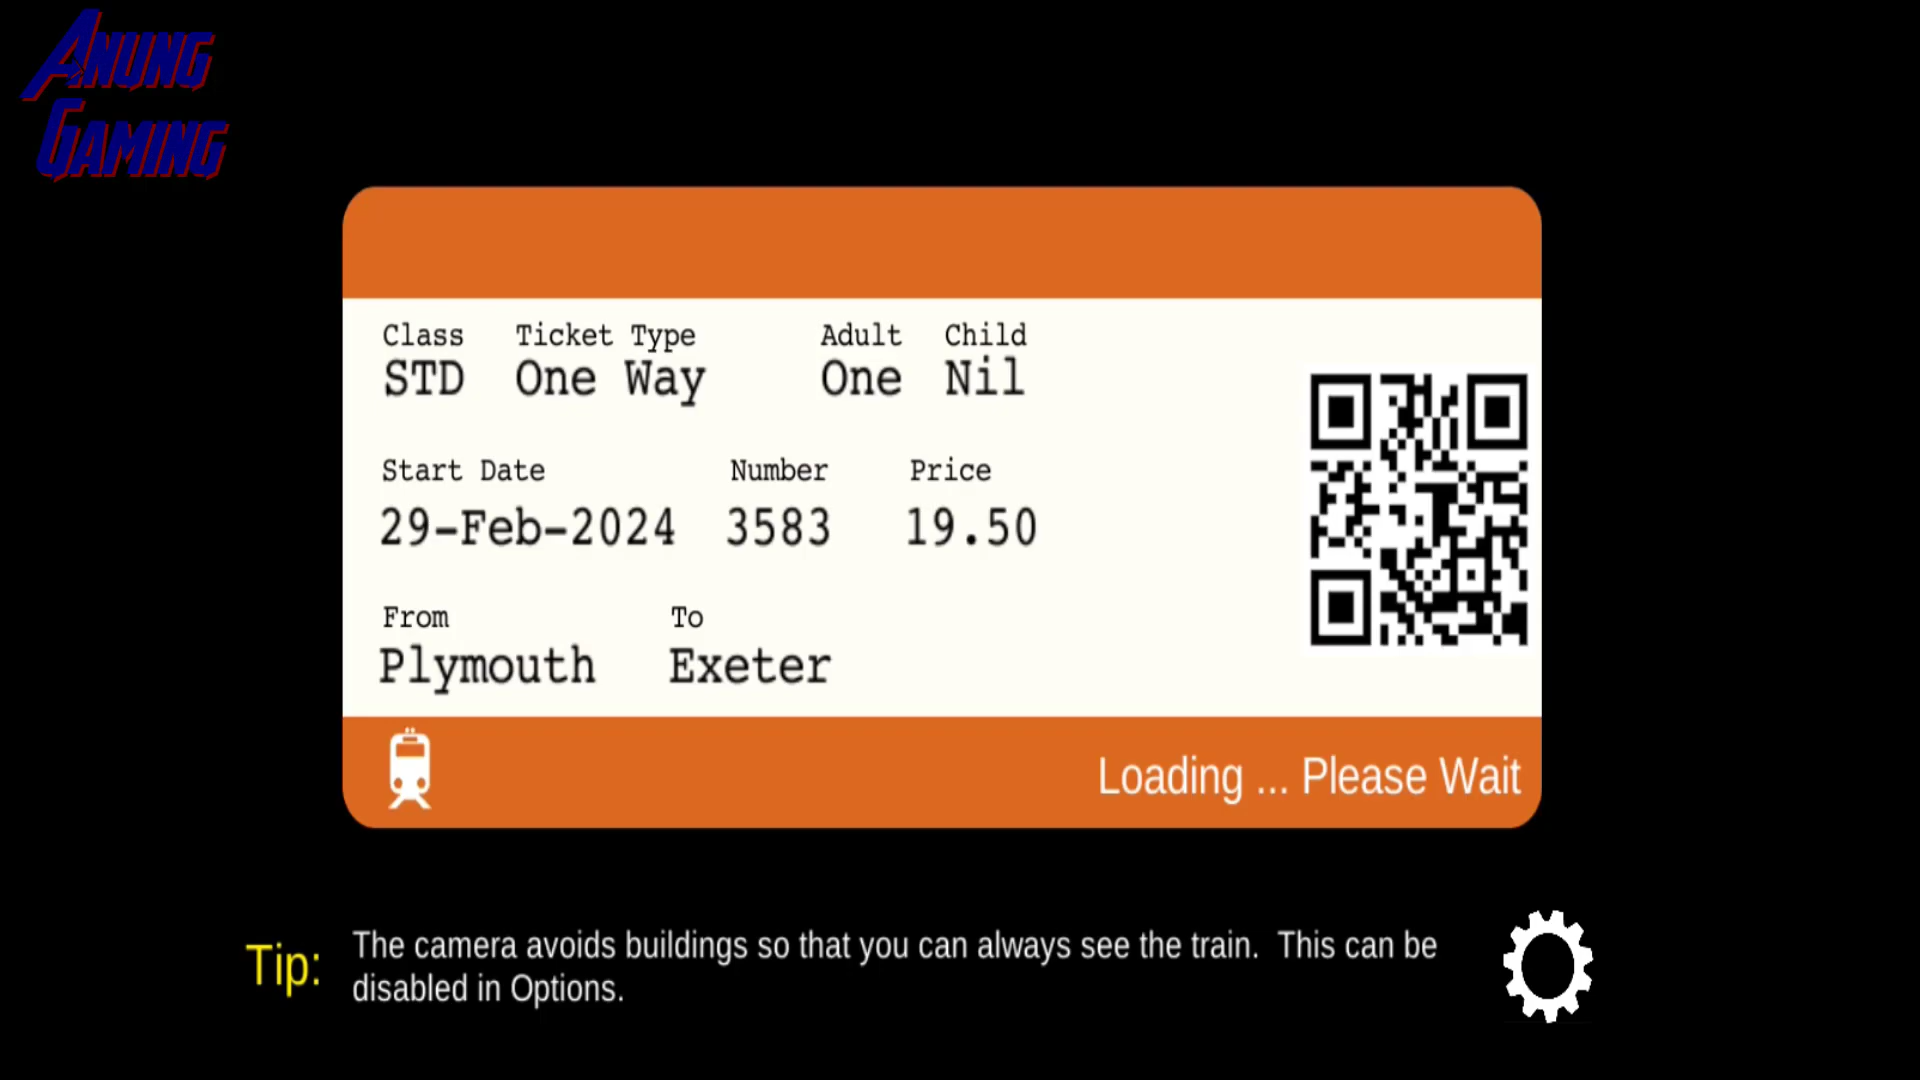 ANUNG
GAMING
Class Ticket Type Adult Child
STD One Way One Nil
Start Date Number Price
29-Feb-2024 3583 19.50
From To
Plymouth Exeter
Loading ... Please Wait
Tip: The camera avoids buildings so that you can always see the train. This can be
disabled in Options.